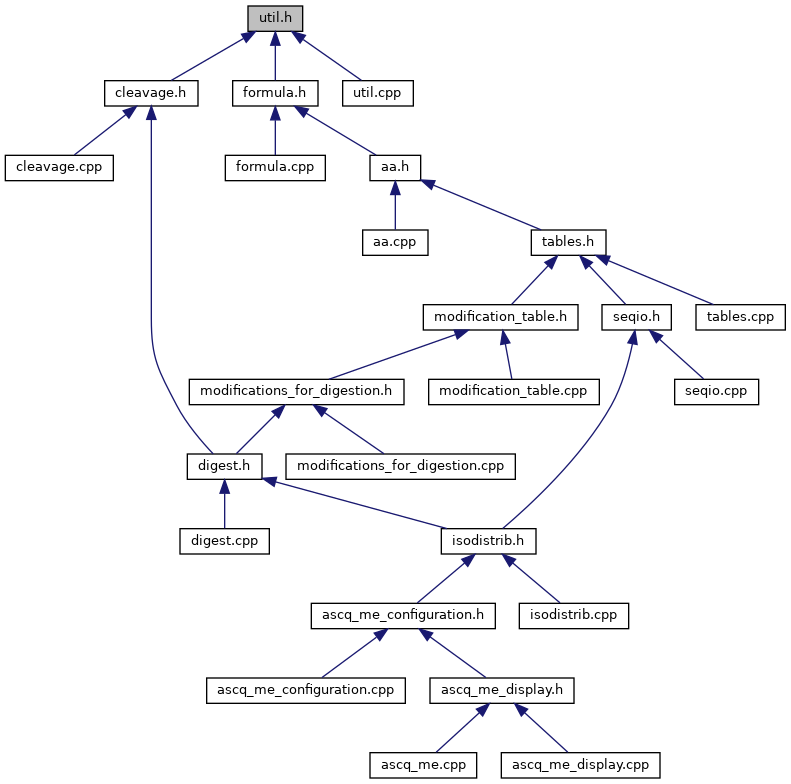 util.h
cleavage.h
formula.h
util.cpp
cleavage.cpp
formula.cpp
aa.h
aa.cpp
tables.h
modification_table.h
seqio.h
tables.cpp
modifications_for_digestion.h
modification_table.cpp
seqio.cpp
digest.h
modifications_for_digestion.cpp
digest.cpp
isodistrib.h
ascq_me_configuration.h
isodistrib.cpp
ascq_me_configuration.cpp
ascq_me_display.h
ascq_me.cpp
ascq_me_display.cpp